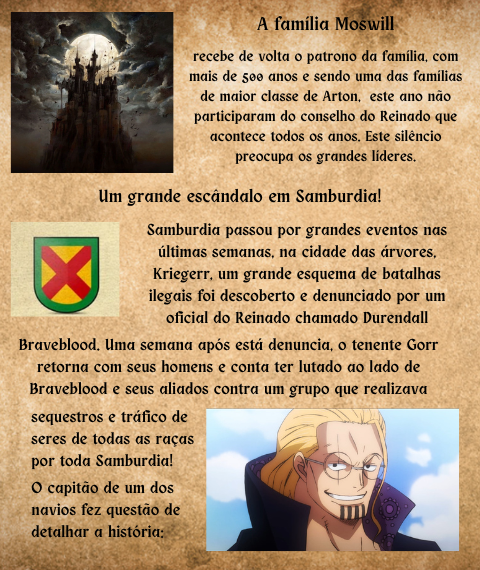 A família Moswill
recebe de volta o patrono da família, com
mais de 500 anos e sendo uma das famílias
de maior classe de Arton, este ano não
participaram do conselho do Reinado que
acontece todos os anos. Este silêncio
preocupa os grandes líderes.
Um grande escândalo em Samburdia!
Samburdia passou por grandes eventos nas
últimas semanas, na cidade das árvores,
Kriegerr, um grande esquema de batalhas
ilegais foi descoberto e denunciado por um
oficial do Reinado chamado Durendall
Braveblood. Uma semana após está denuncia, o tenente Gorr
retorna com seus homens e conta ter lutado ao lado de
Braveblood e seus aliados contra um grupo que realizava
sequestros e tráfico de
seres de todas as raças
por toda Samburdia!
O capitão de um dos
navios fez questão de
detalhar a história: